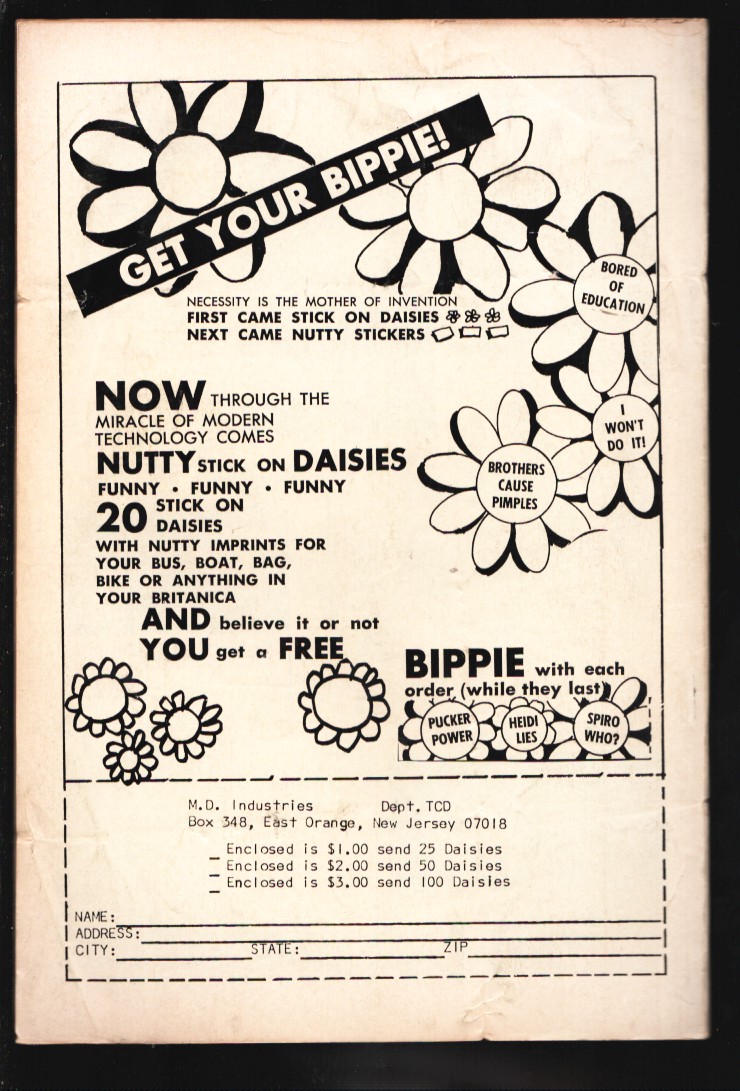 GET YOUR BIPPIE!
NECESSITY IS THE MOTHER OF INVENTION
FIRST CAME STICK ON DAISIES
NEXT CAME NUTTY STICKERS
BORED
OF
EDUCATION
I
WON'T
DO IT!
BROTHERS
CAUSE
PIMPLES
NOW THROUGH THE
MIRACLE OF MODERN
TECHNOLOGY COMES
NUTTY STICK ON DAISIES
FUNNY • FUNNY • FUNNY
20 STICK ON
DAISIES
WITH NUTTY IMPRINTS FOR
YOUR BUS, BOAT, BAG,
BIKE OR ANYTHING IN
YOUR BRITANICA
AND believe it or not
YOU get a FREE
BIPPIE with each
order (while they last)
PUCKER
POWER
HEIDI
LIES
SPIRO
WHO?
M.D. Industries Dept. TCD
Box 348, East Orange, New Jersey 07018
_ Enclosed is $1.00 send 25 Daisies
_ Enclosed is $2.00 send 50 Daisies
_ Enclosed is $3.00 send 100 Daisies
NAME:
ADDRESS:
CITY: STATE: ZIP